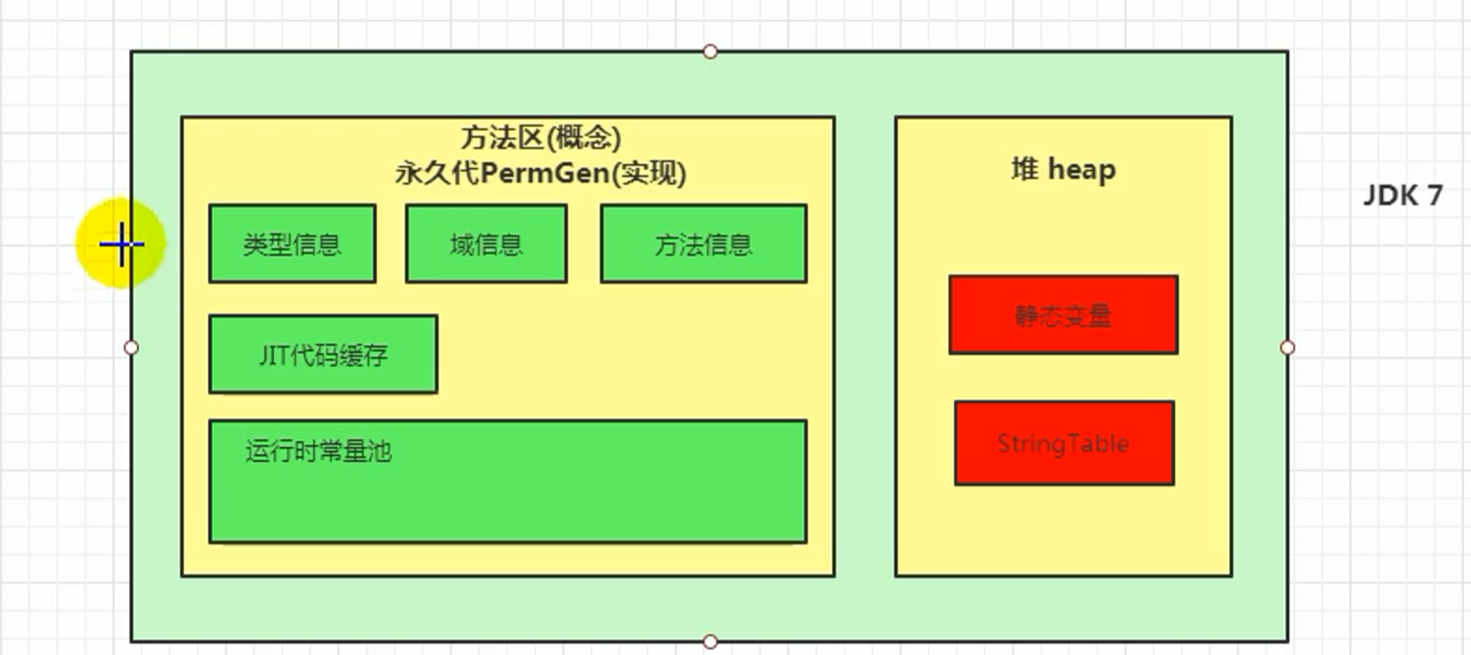 方法区(概念)
永久代PermGen(实现)
类型信息
域信息
方法信息
JIT代码缓存
运行时常量池
堆 heap
静态变量
StringTable
JDK 7